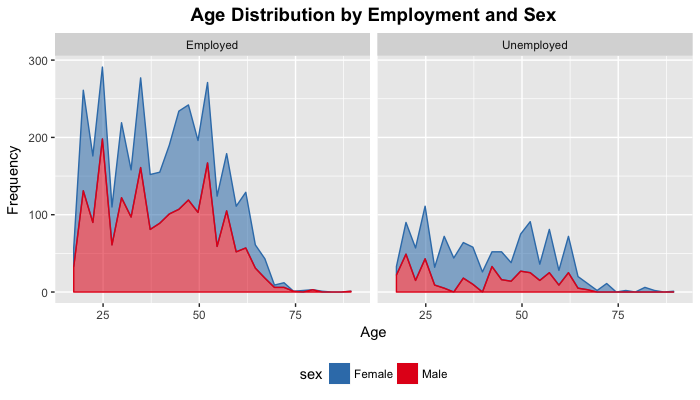 Age Distribution by Employment and Sex
Employed
Unemployed
300
200
100
0
Frequency
25
50
75
25
50
75
Age
sex
Female
Male